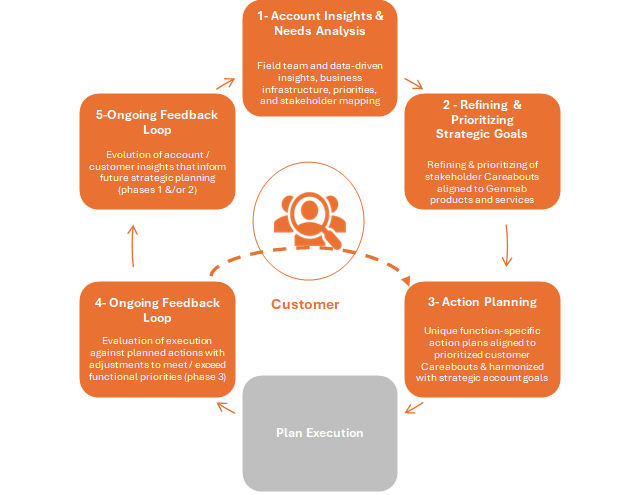 1- Account Insights &
Needs Analysis
Field team and data-driven
insights, business
infrastructure, priorities,
and stakeholder mapping
2 - Refining &
Prioritizing
Strategic Goals
Refining & prioritizing of
stakeholder Careabouts
aligned to Genmab
products and services
3- Action Planning
Unique function-specific
action plans aligned to
prioritized customer
Careabouts & harmonized
with strategic account goals
Plan Execution
4- Ongoing Feedback
Loop
Evaluation of execution
against planned actions with
adjustments to meet / exceed
functional priorities (phase 3)
5-Ongoing Feedback
Loop
Evolution of account /
customer insights that inform
future strategic planning
(phases 1 &/or 2)
Customer